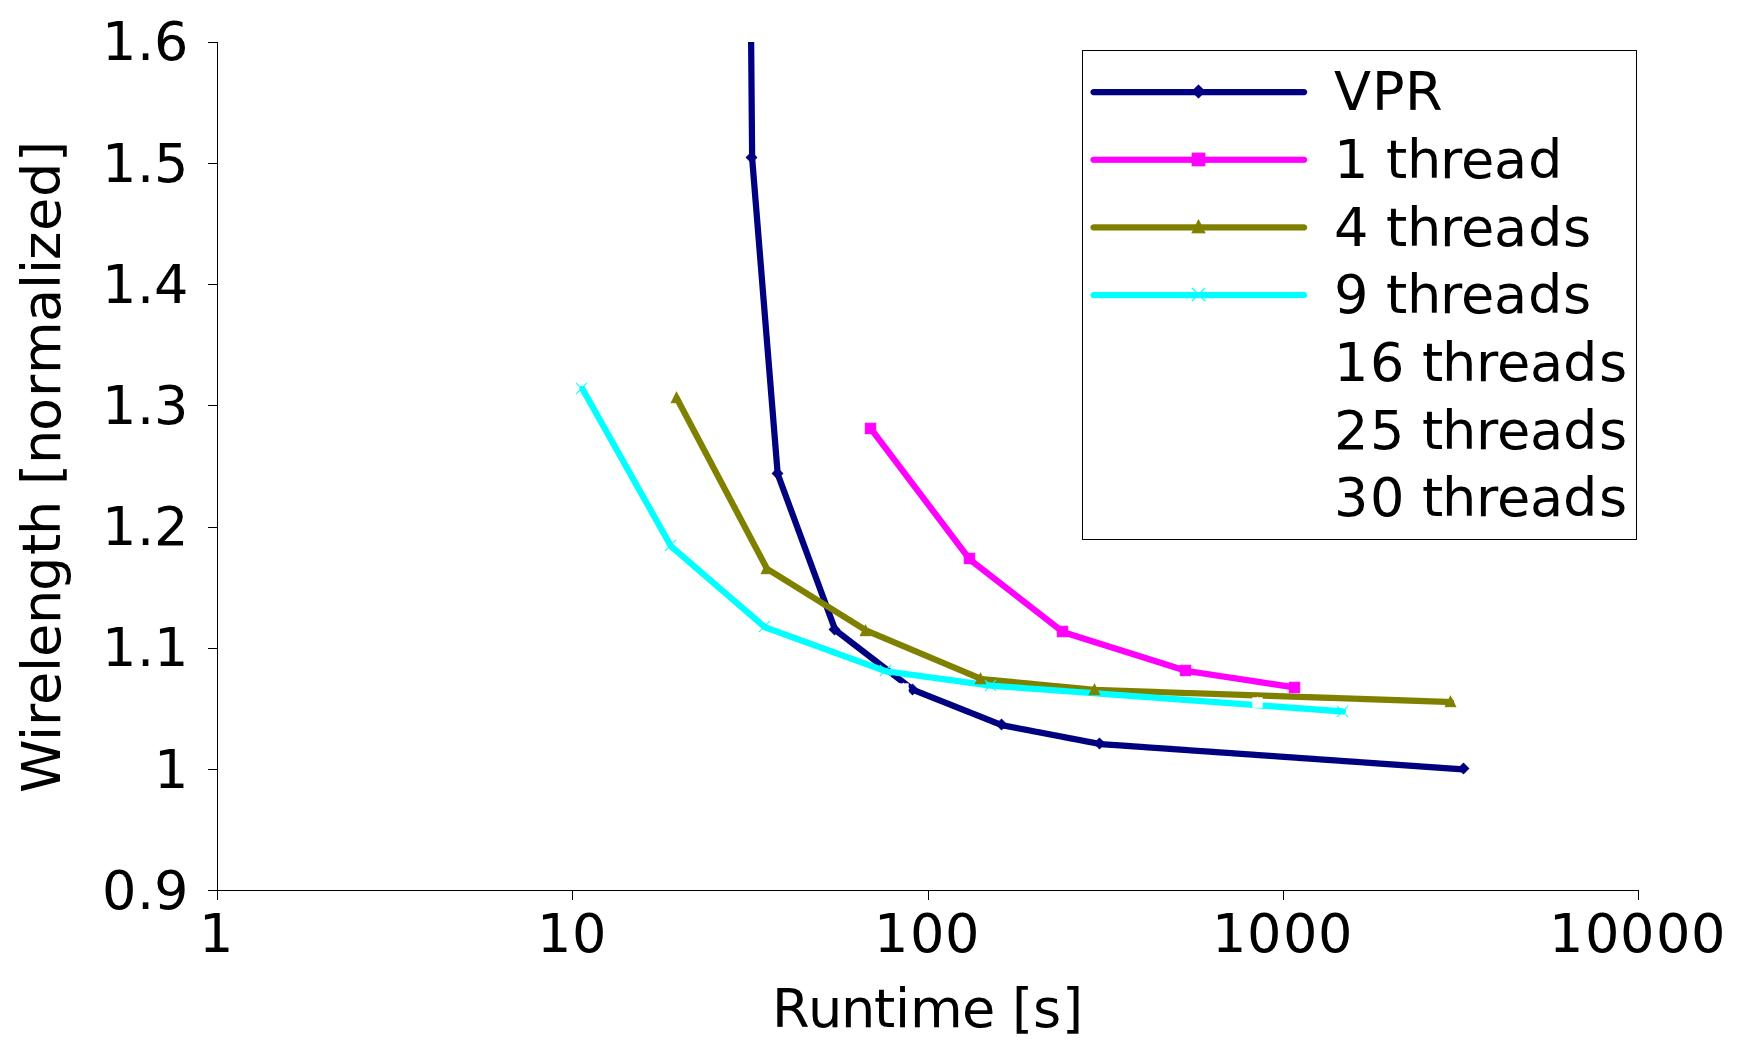 1.6
1.5
1.4
1.3
1.2
1.1
1
0.9
1 10 100 1000 10000
Runtime [s]
Wirelength [normalized]
VPR
1 thread
4 threads
9 threads
16 threads
25 threads
30 threads